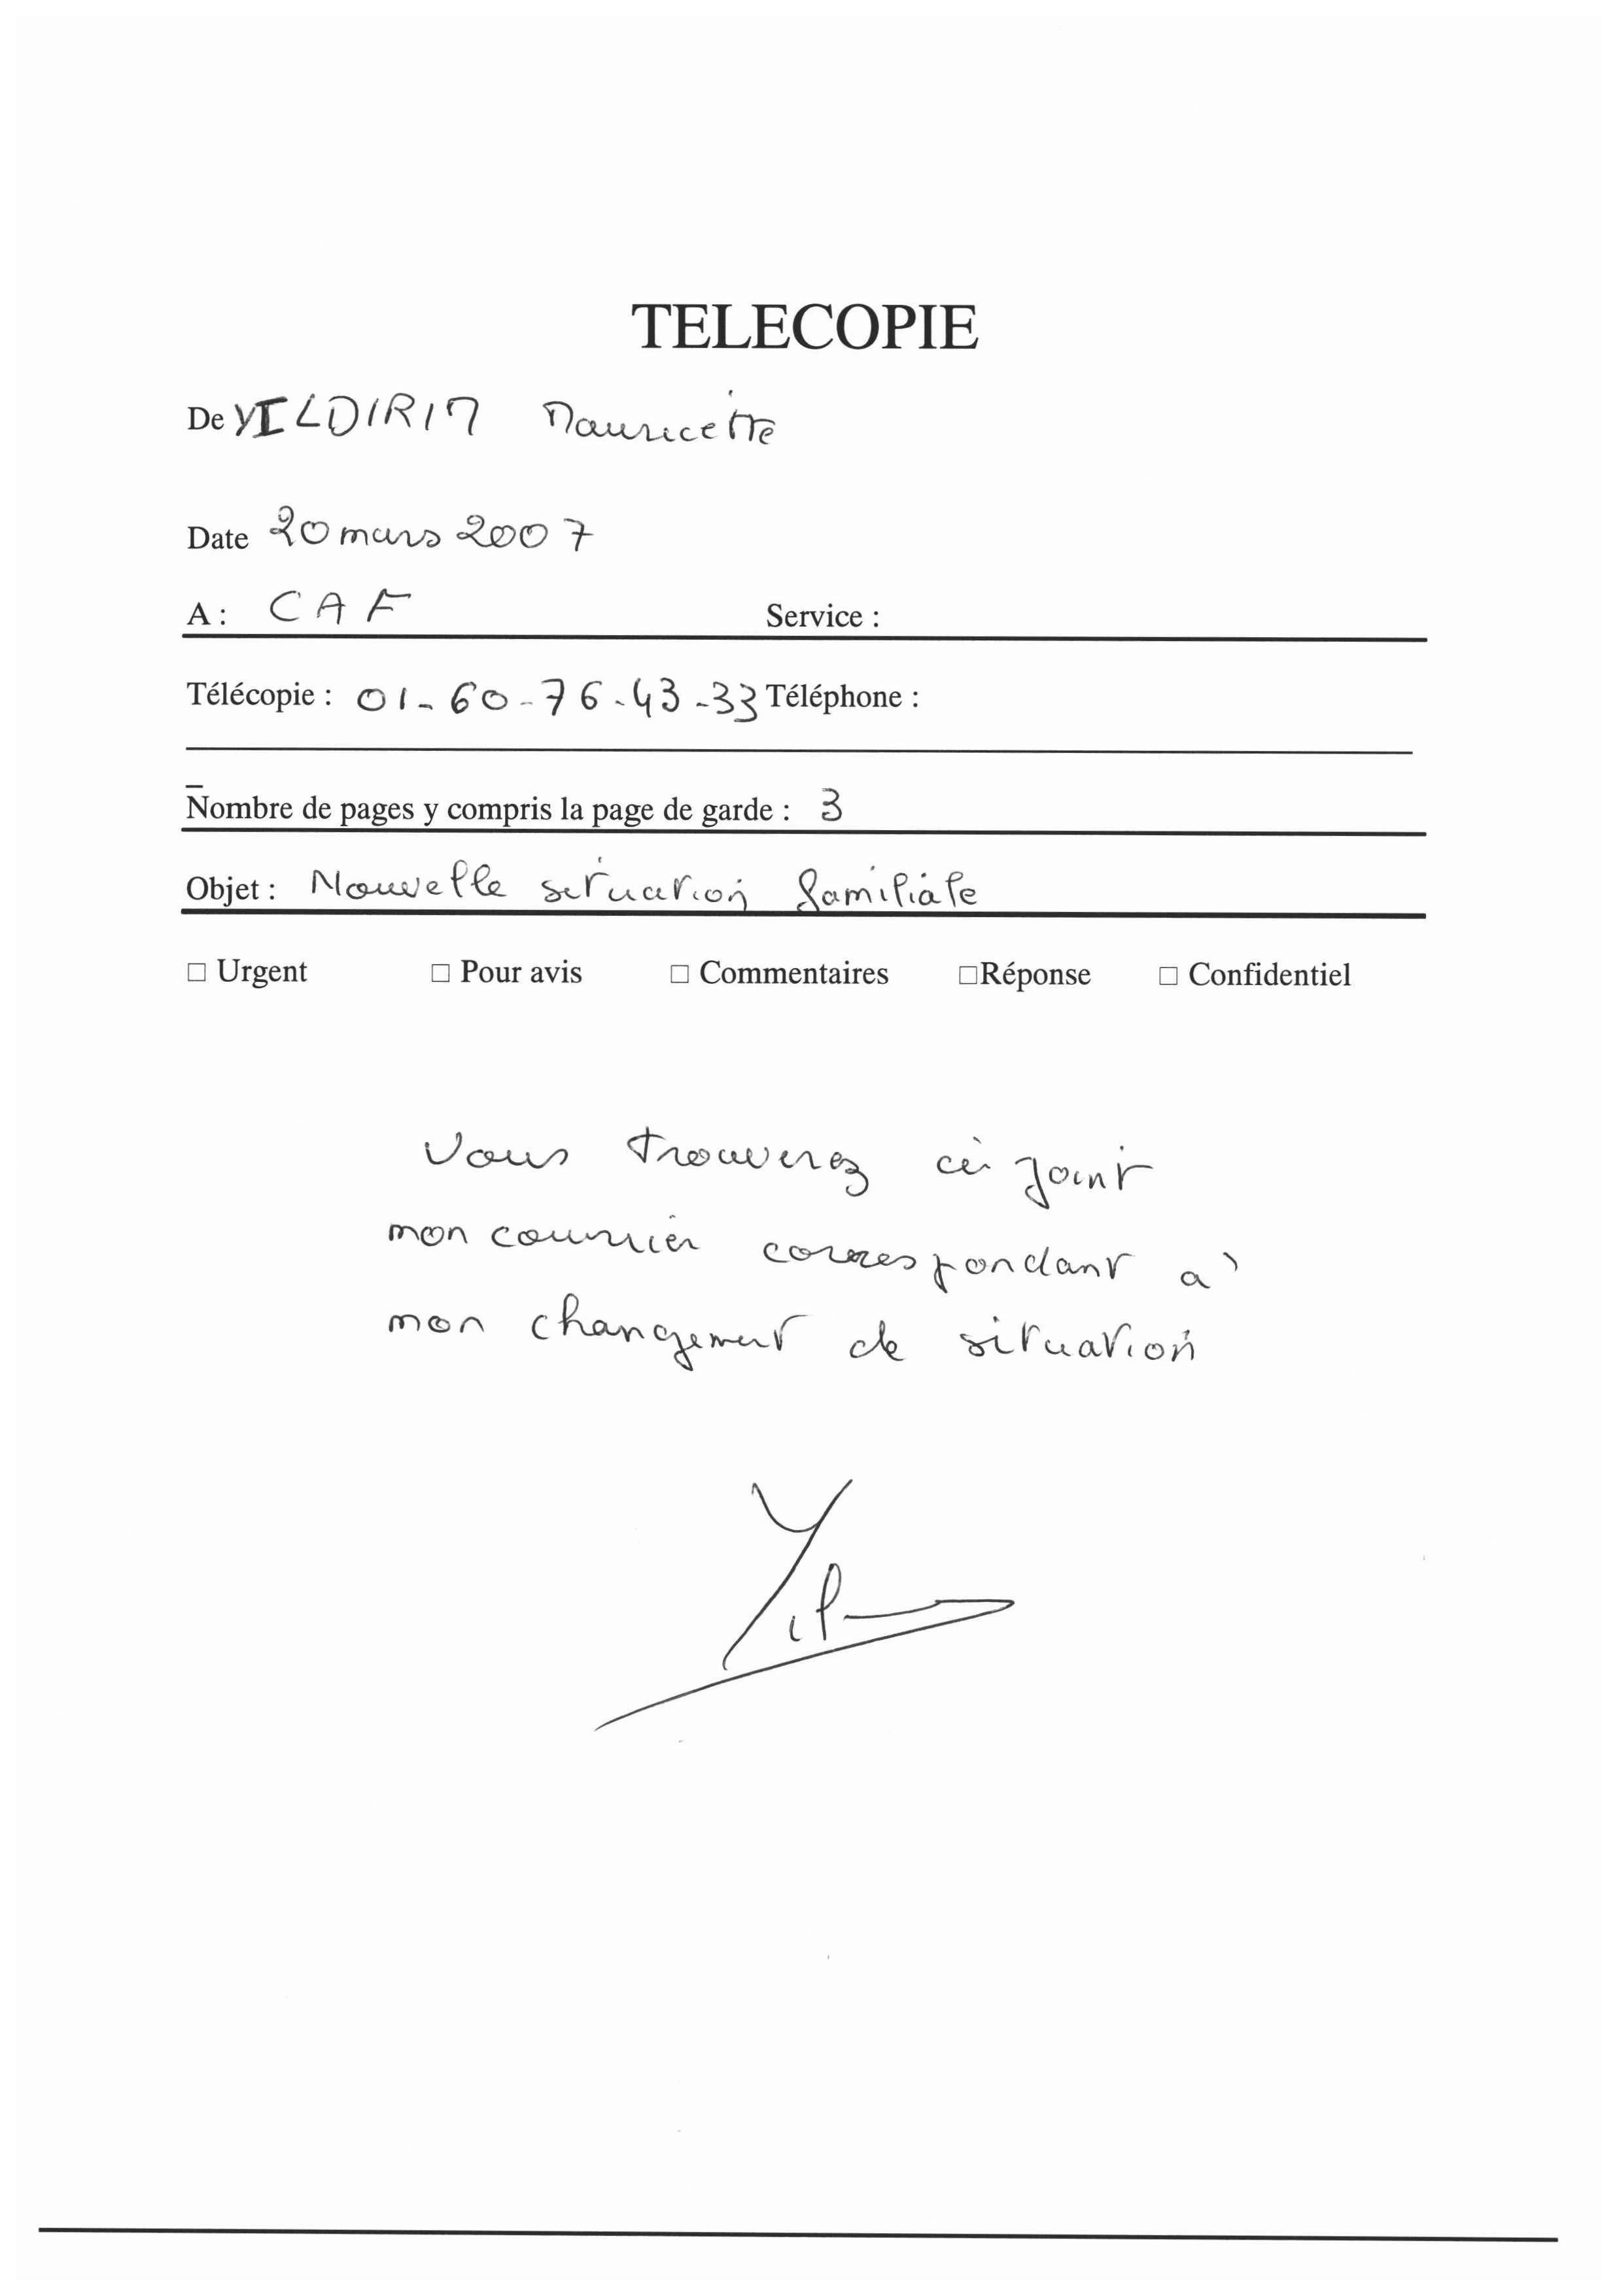 TELECOPIE
De YILDIRIM Mauricette
Date 20 mars 2007
A : CAF Service :
Télécopie : 01-60-76-43-33 Téléphone :
Nombre de pages y compris la page de garde : 3
Objet : Nouvelle situation familiale
□ Urgent □ Pour avis □ Commentaires □Réponse □ Confidentiel
Vous trouverez ci joint
mon courrier correspondant à
mon changement de situation
Yil